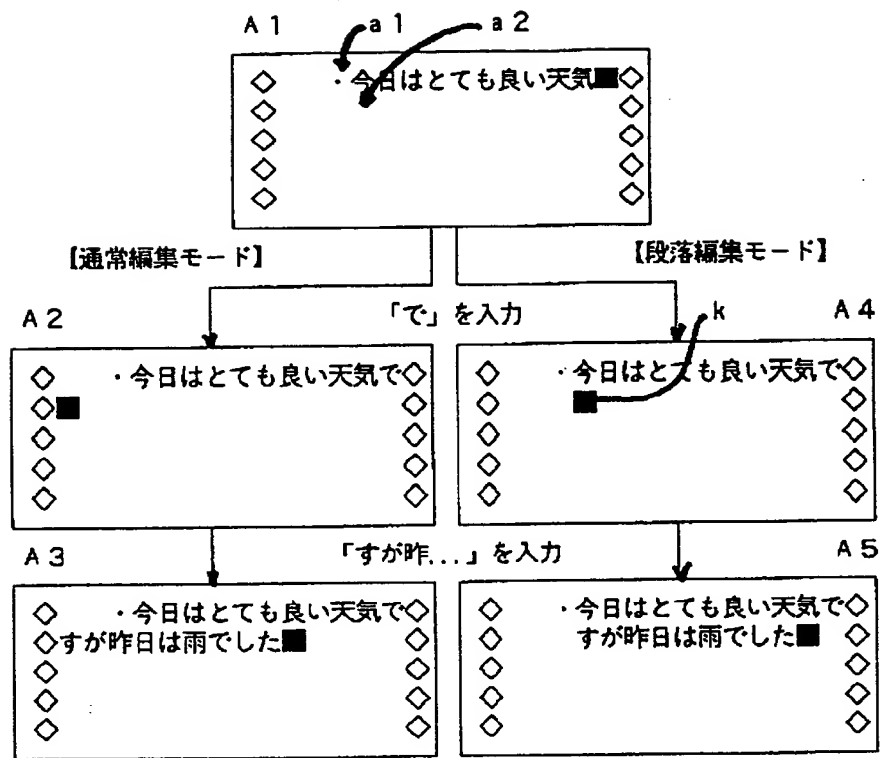 A1 a1 a2
◇ ・今日はとても良い天気■◇
◇ ◇
◇ ◇
◇ ◇
◇ ◇
【通常編集モード】 【段落編集モード】
A2 「で」を入力 k A4
◇ ・今日はとても良い天気で◇ ◇ ・今日はとても良い天気で◇
◇■ ◇ ◇ ■ ◇
◇ ◇ ◇ ◇
◇ ◇ ◇ ◇
◇ ◇ ◇ ◇
A3 「すが昨...」を入力 A5
◇ ・今日はとても良い天気で◇ ◇ ・今日はとても良い天気で◇
◇すが昨日は雨でした■ ◇ ◇ すが昨日は雨でした■ ◇
◇ ◇ ◇ ◇
◇ ◇ ◇ ◇
◇ ◇ ◇ ◇